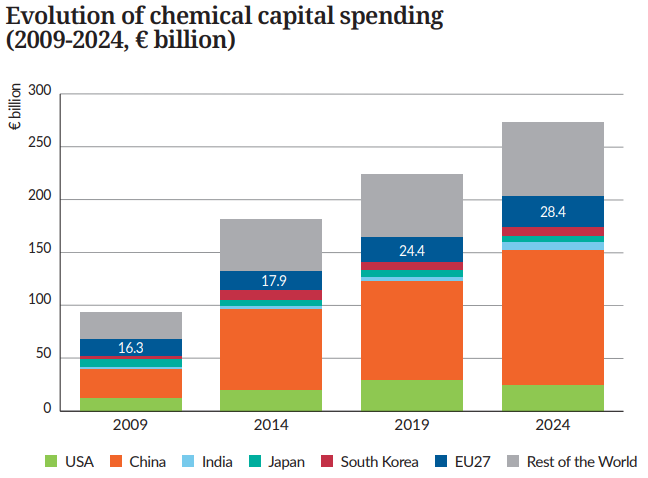 Evolution of chemical capital spending
(2009-2024, € billion)
€ billion
300
250
200
150
100
50
0
16.3
17.9
24.4
28.4
2009 2014 2019 2024
USA China India Japan South Korea EU27 Rest of the World